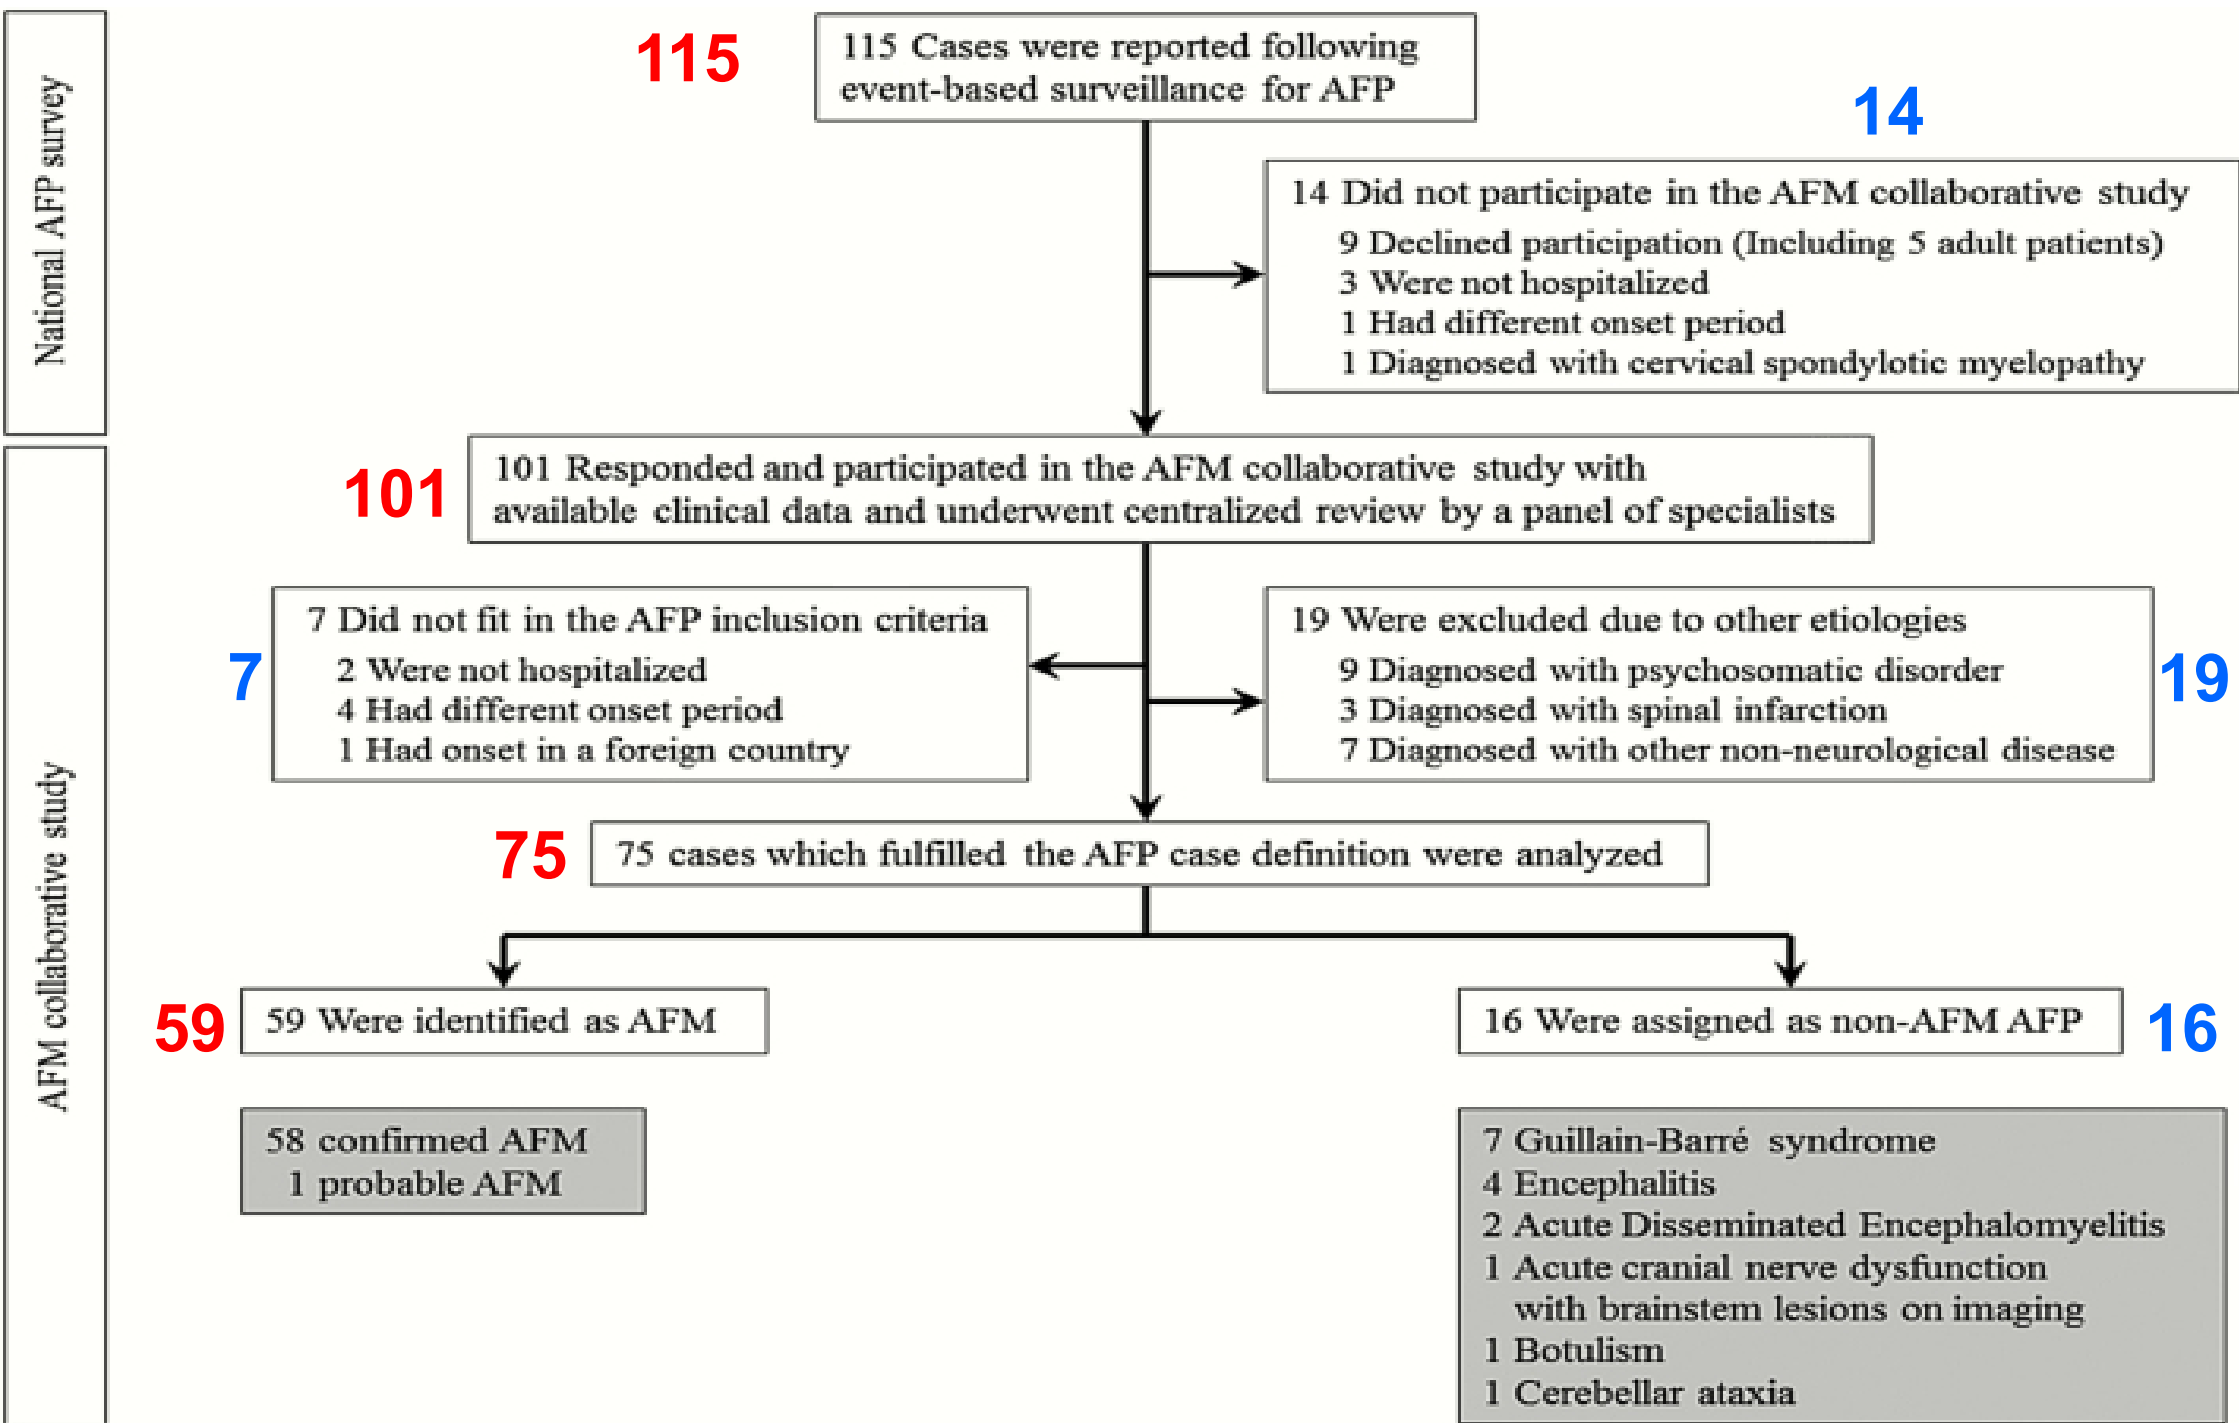 National AFP survey
115
115 Cases were reported following
event-based surveillance for AFP
14
14 Did not participate in the AFM collaborative study
9 Declined participation (Including 5 adult patients)
3 Were not hospitalized
1 Had different onset period
1 Diagnosed with cervical spondylotic myelopathy
AFM collaborative study
101
101 Responded and participated in the AFM collaborative study with
available clinical data and underwent centralized review by a panel of specialists
7
7 Did not fit in the AFP inclusion criteria
2 Were not hospitalized
4 Had different onset period
1 Had onset in a foreign country
19 Were excluded due to other etiologies
9 Diagnosed with psychosomatic disorder
3 Diagnosed with spinal infarction
7 Diagnosed with other non-neurological disease
19
75
75 cases which fulfilled the AFP case definition were analyzed
59
59 Were identified as AFM
16 Were assigned as non-AFM AFP
16
58 confirmed AFM
1 probable AFM
7 Guillain-Barré syndrome
4 Encephalitis
2 Acute Disseminated Encephalomyelitis
1 Acute cranial nerve dysfunction
with brainstem lesions on imaging
1 Botulism
1 Cerebellar ataxia